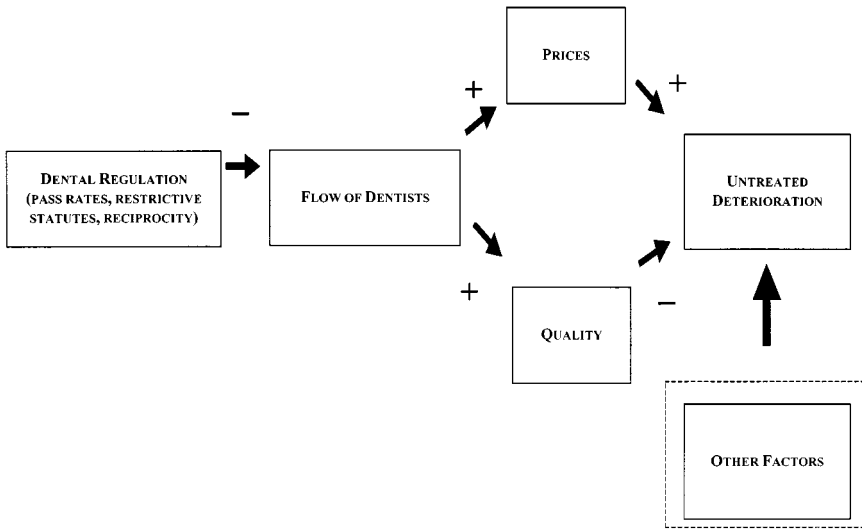 PRICES
+
+
−
DENTAL REGULATION
(PASS RATES, RESTRICTIVE
STATUTES, RECIPROCITY)
FLOW OF DENTISTS
UNTREATED
DETERIORATION
+
−
QUALITY
OTHER FACTORS